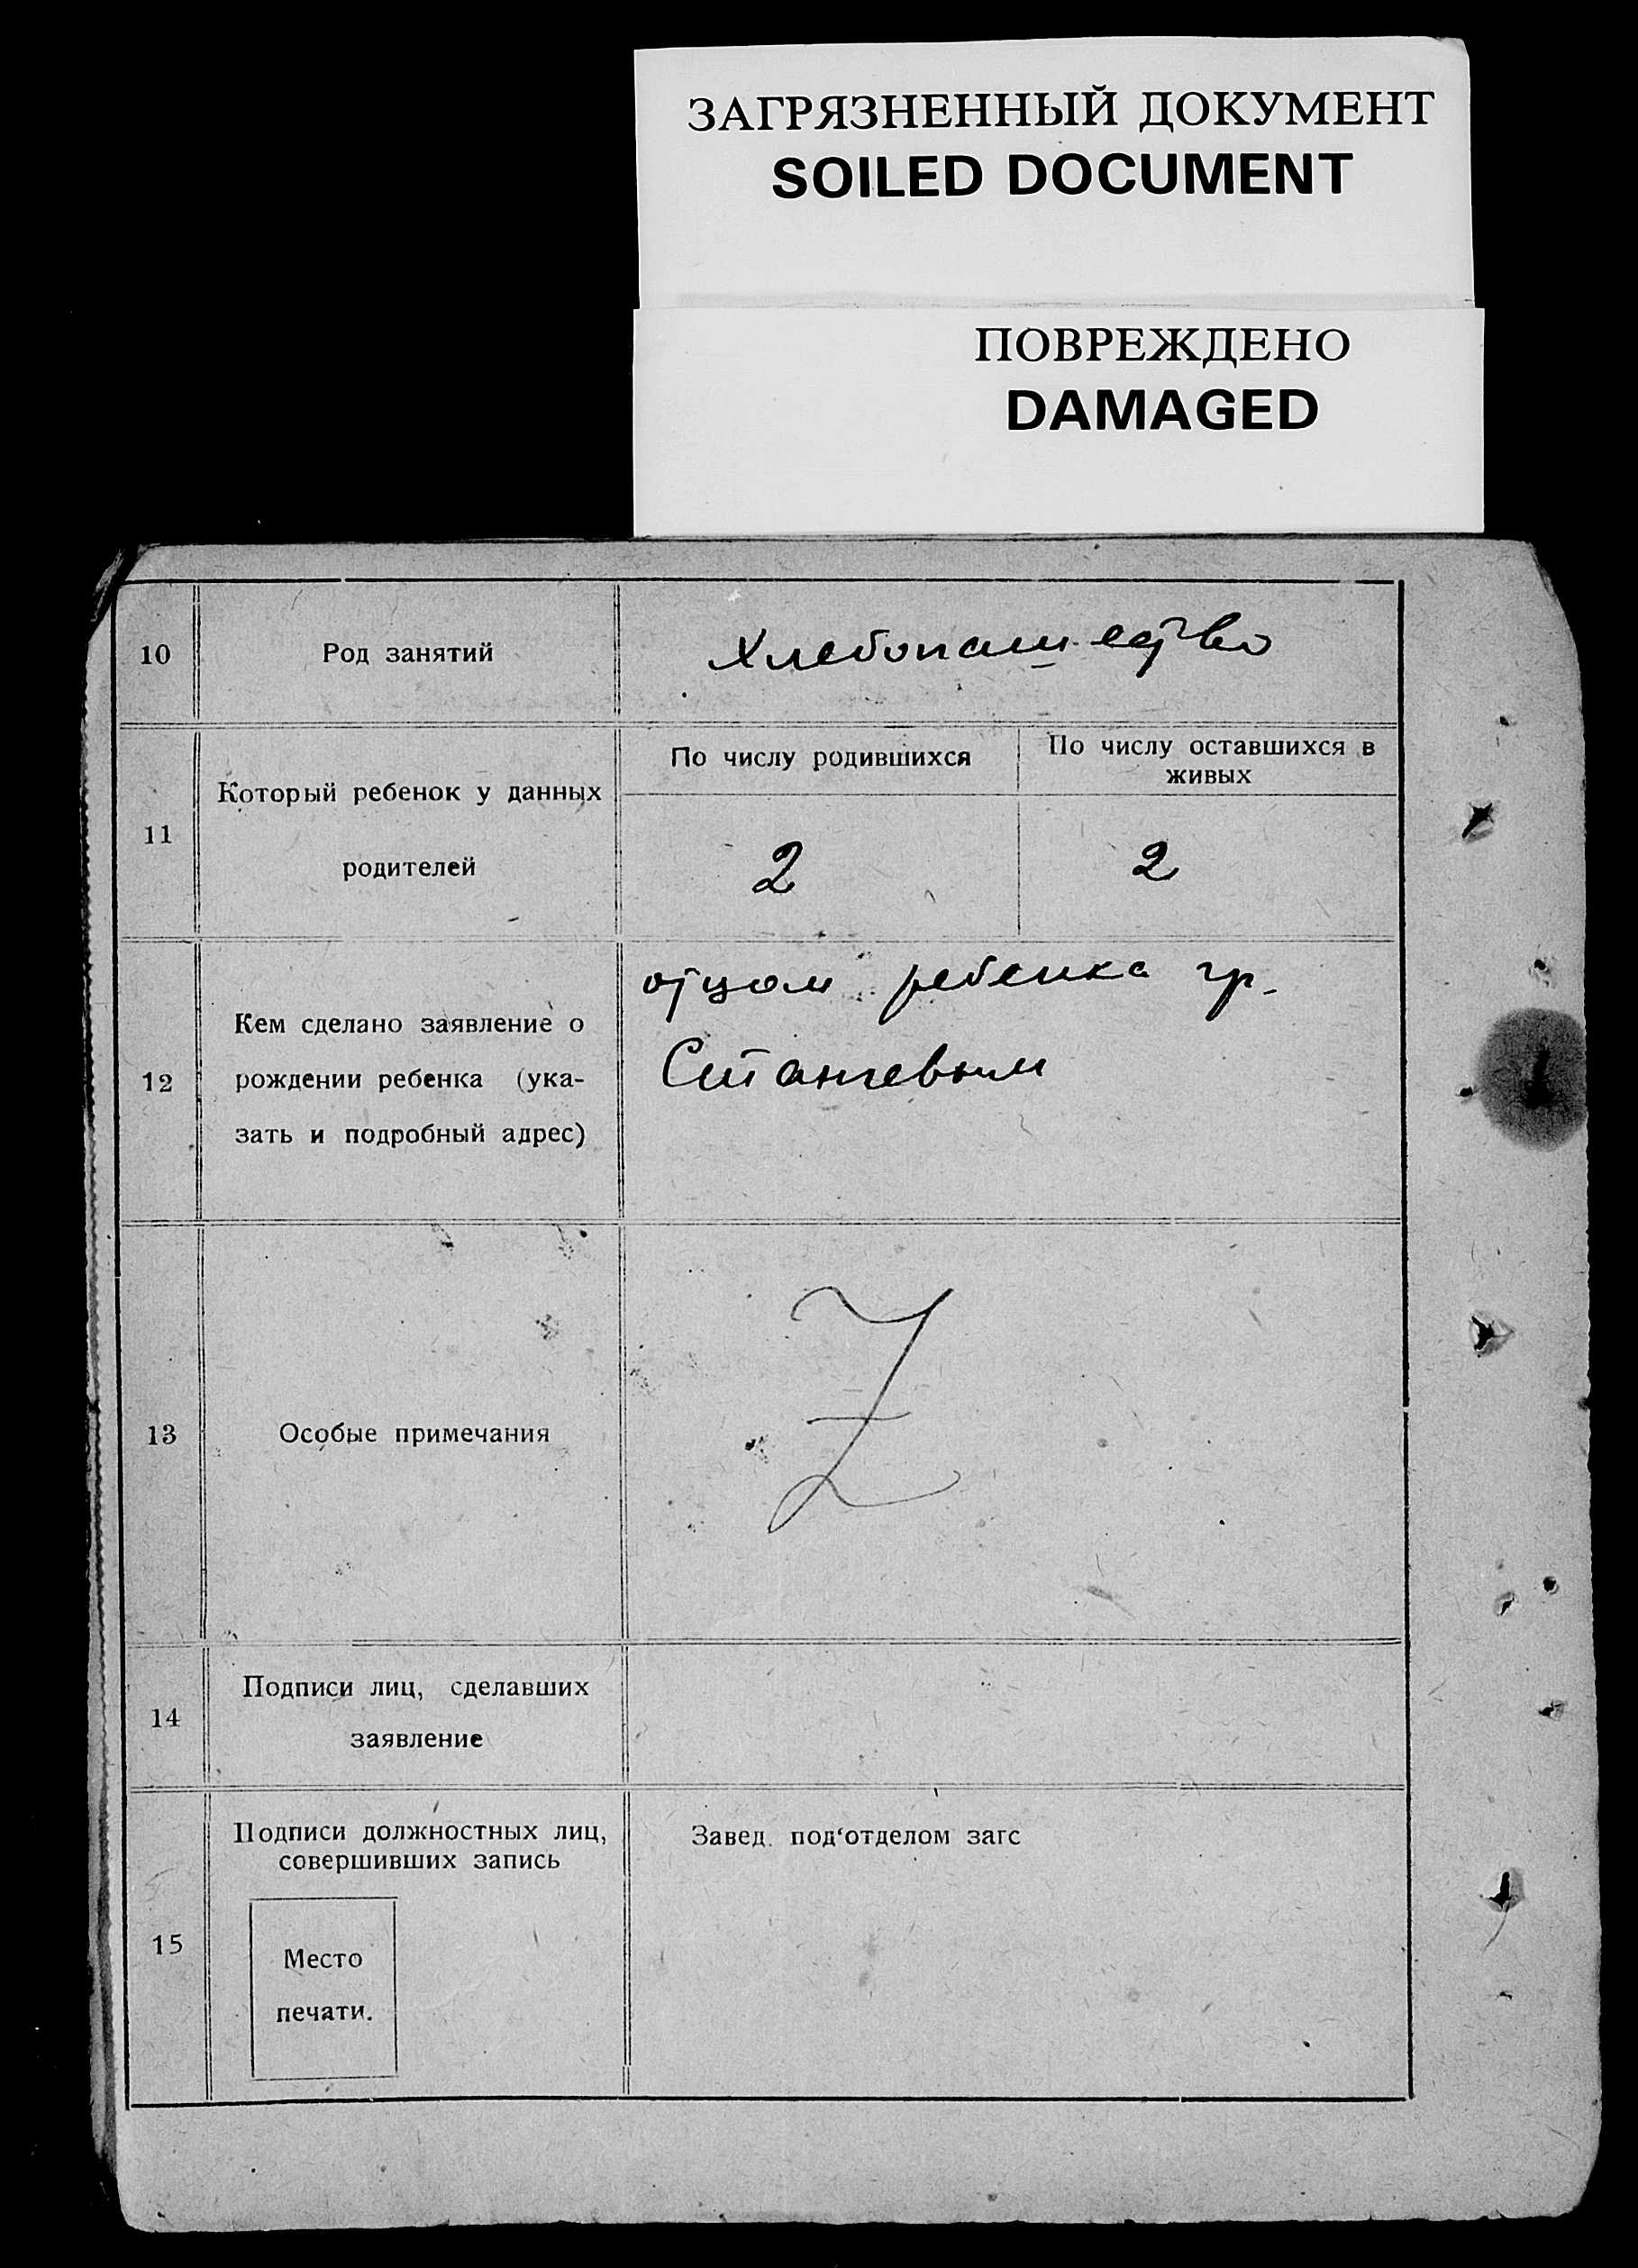 ЗАГРЯЗНЕННЫЙ ДОКУМЕНТ
SOILED DOCUMENT
ПОВРЕЖДЕНО
DAMAGED
10
Род занятий
Хлебопашество
11
Который ребенок у данных
родителей
По числу родившихся
По числу оставшихся в
живых
2
2
12
Кем сделано заявление о
рождении ребенка (ука-
зать и подробный адрес)
отцом ребенка гр.
Станчевым
13
Особые примечания
Z
14
Подписи лиц, сделавших
заявление
15
Подписи должностных лиц,
совершивших запись
Место
печати.
Завед. под‘отделом загс